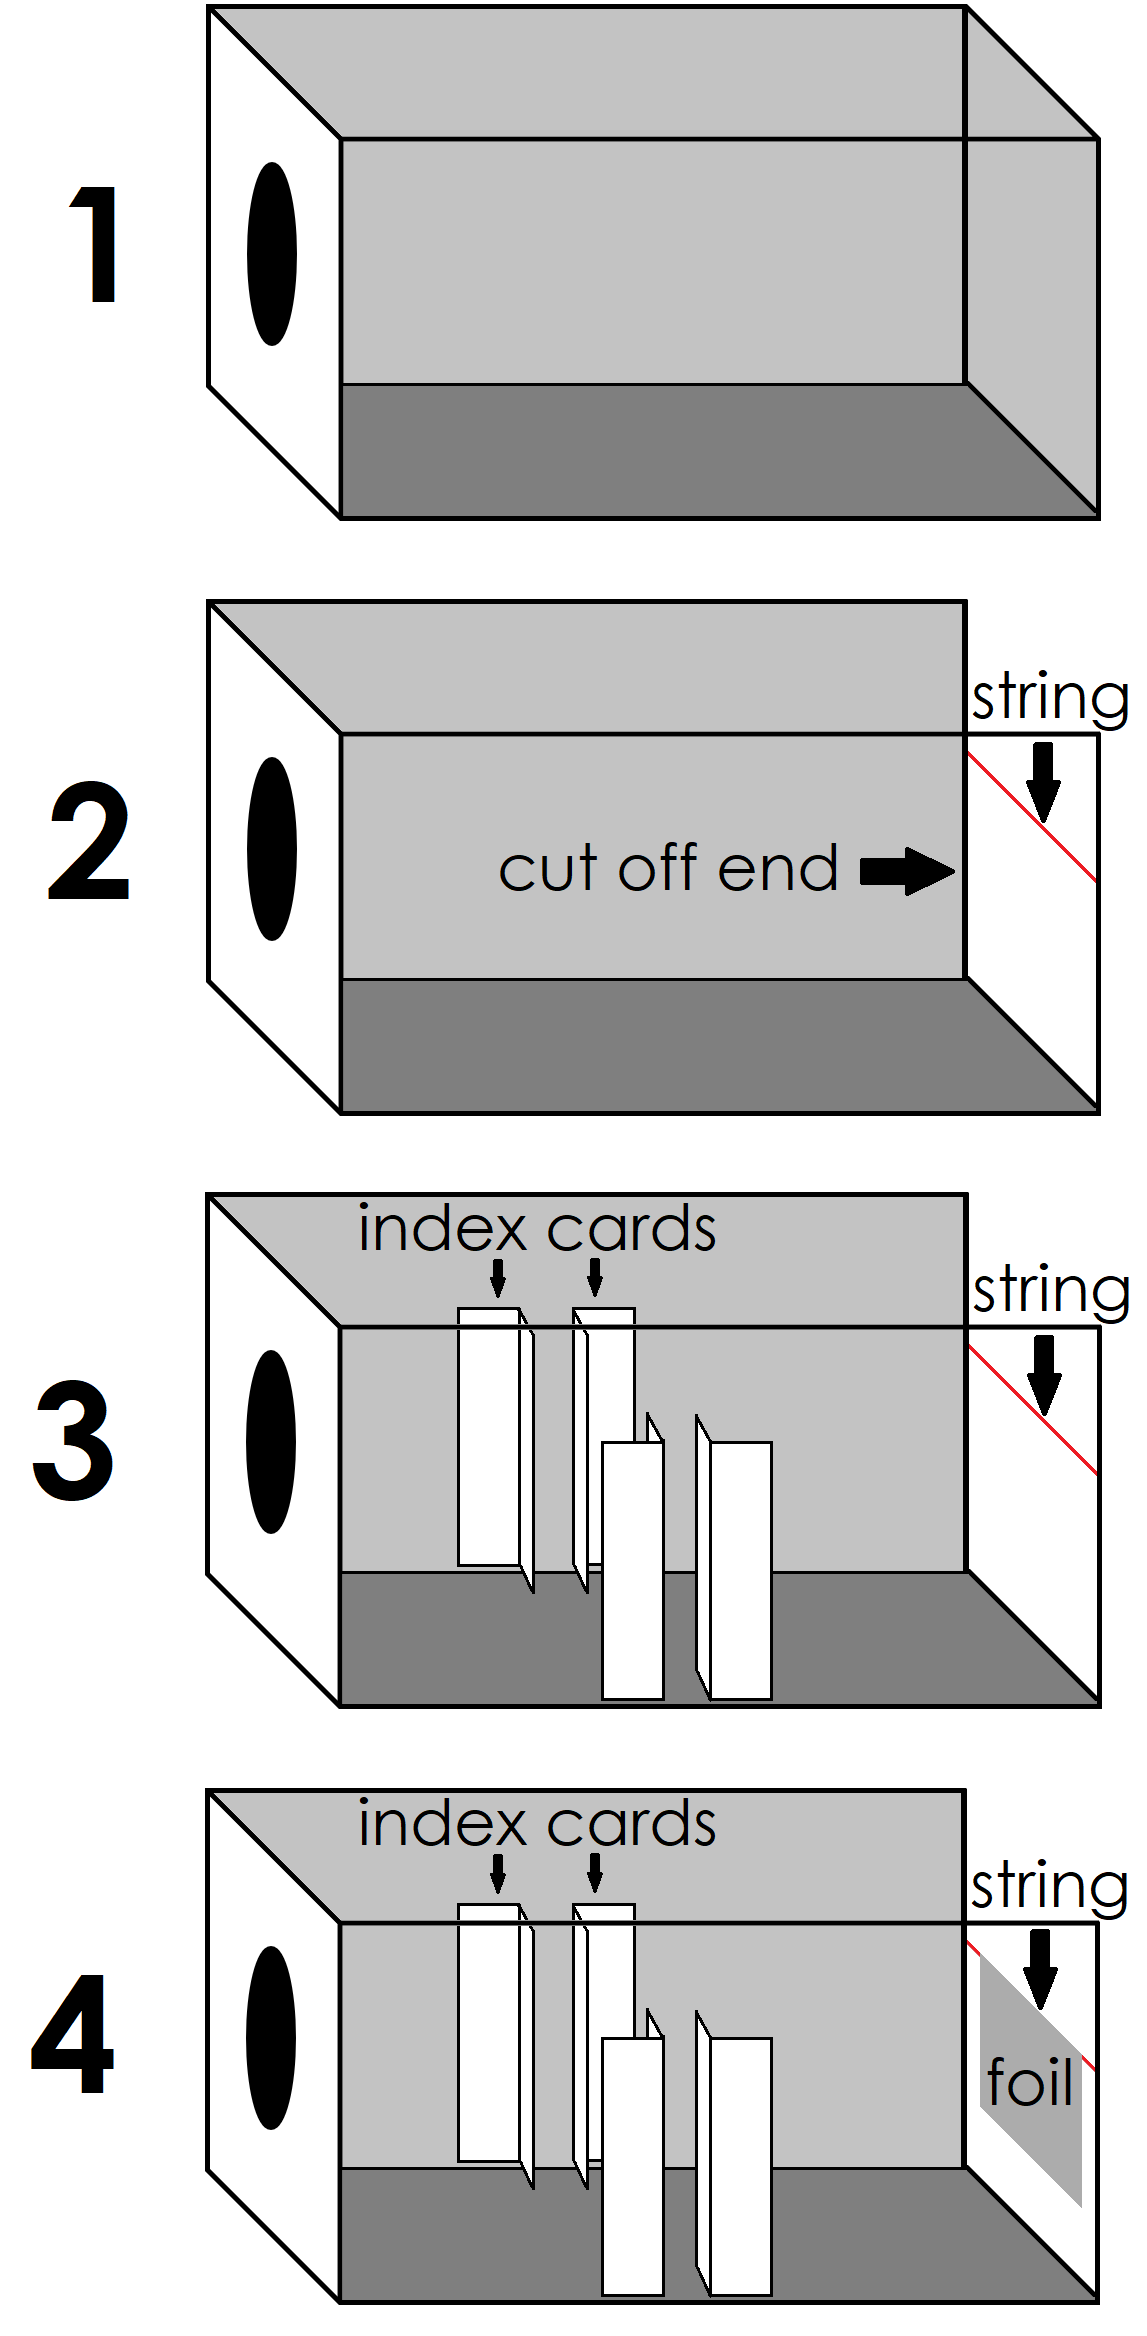 1
2
string
cut off end
3
index cards
string
4
index cards
string
foil